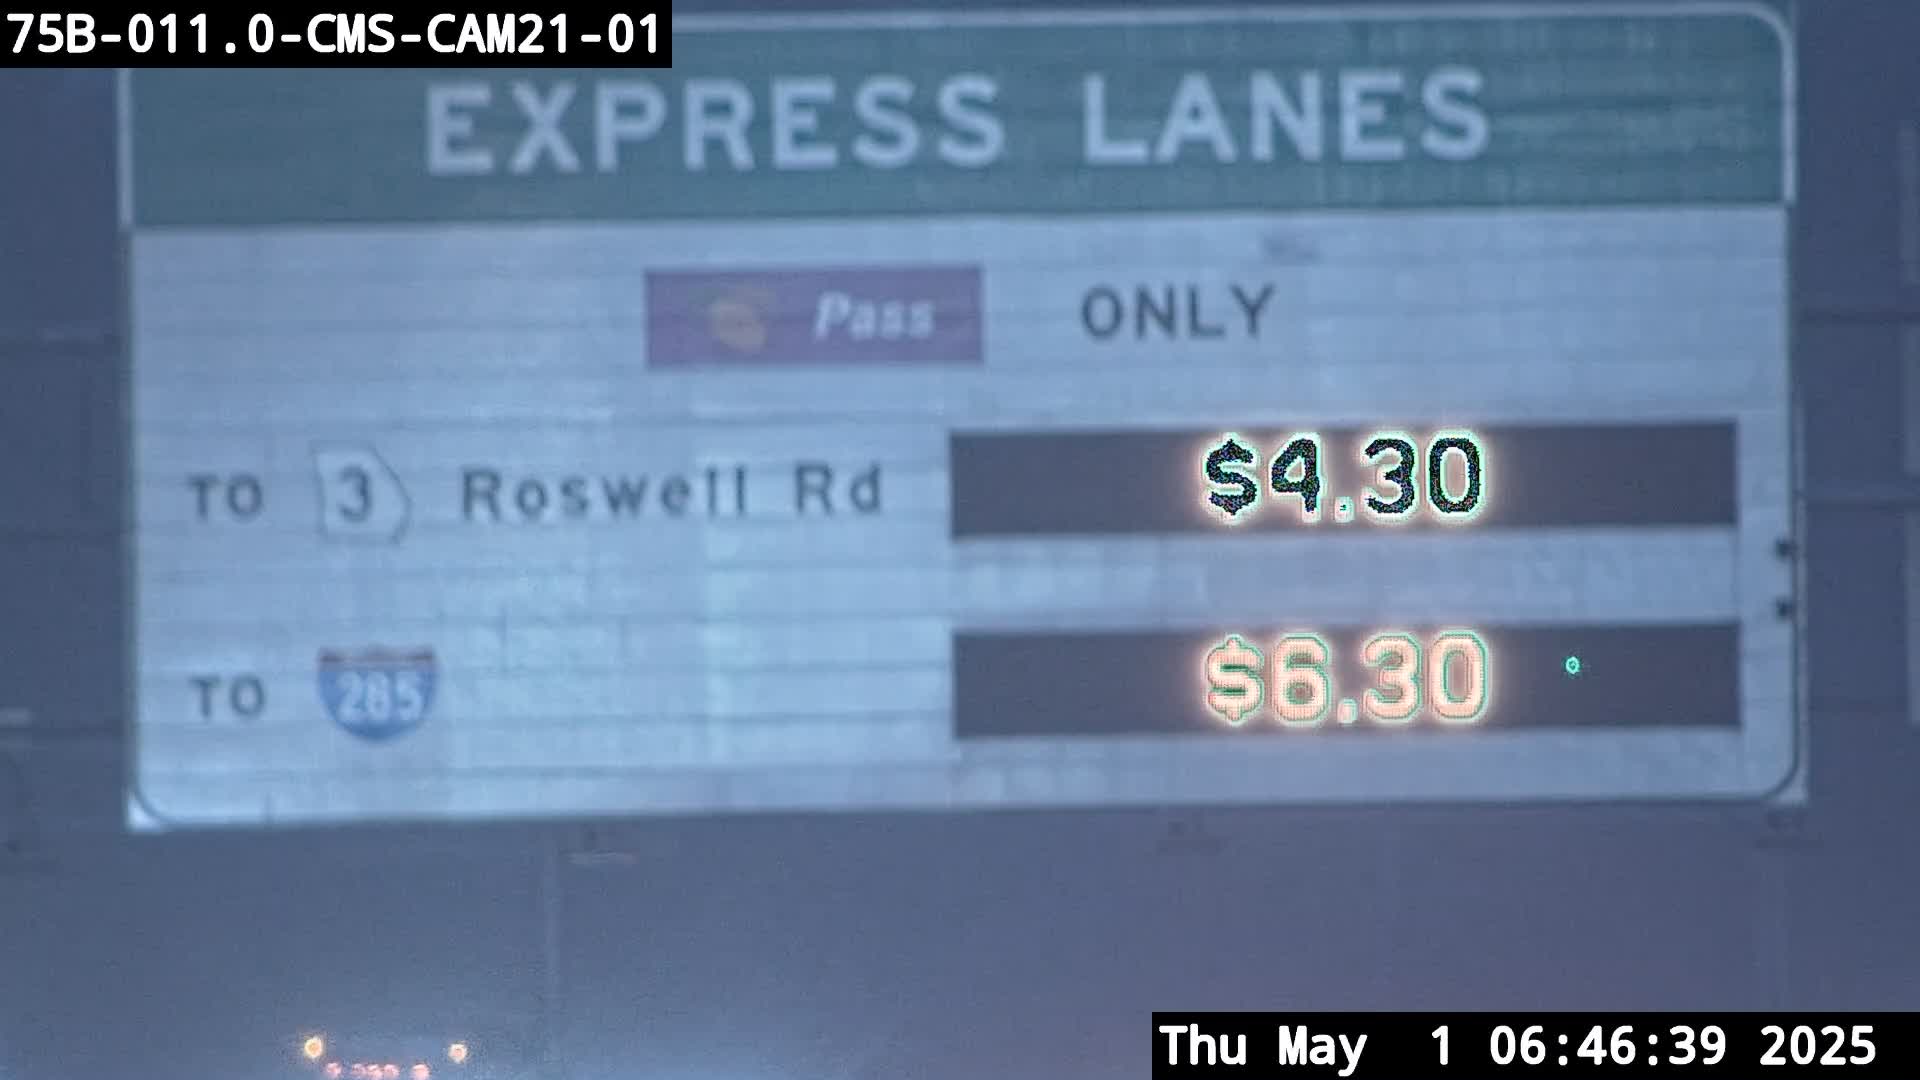 75B-011.0-CMS-CAM21-01
EXPRESS LANES
Pass ONLY
TO 3 Roswell Rd $4.30
TO 285 $6.30
Thu May 1 06:46:39 2025